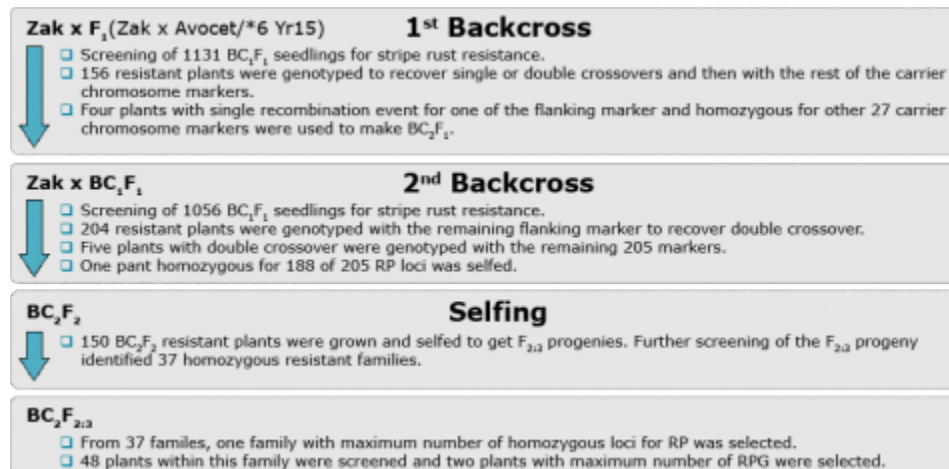 Zak x F₁(Zak x Avocet/*6 Yr15) 1st Backcross
❑ Screening of 1131 BC₁F₁ seedlings for stripe rust resistance.
❑ 156 resistant plants were genotyped to recover single or double crossovers and then with the rest of the carrier
chromosome markers.
❑ Four plants with single recombination event for one of the flanking marker and homozygous for other 27 carrier
chromosome markers were used to make BC₂F₁.
Zak x BC₁F₁ 2nd Backcross
❑ Screening of 1056 BC₁F₁ seedlings for stripe rust resistance.
❑ 204 resistant plants were genotyped with the remaining flanking marker to recover double crossover.
❑ Five plants with double crossover were genotyped with the remaining 205 markers.
❑ One pant homozygous for 188 of 205 RP loci was selfed.
BC₂F₂ Selfing
❑ 150 BC₂F₂ resistant plants were grown and selfed to get F₂:₃ progenies. Further screening of the F₂:₃ progeny
identified 37 homozygous resistant families.
BC₂F₂:₃
❑ From 37 familes, one family with maximum number of homozygous loci for RP was selected.
❑ 48 plants within this family were screened and two plants with maximum number of RPG were selected.